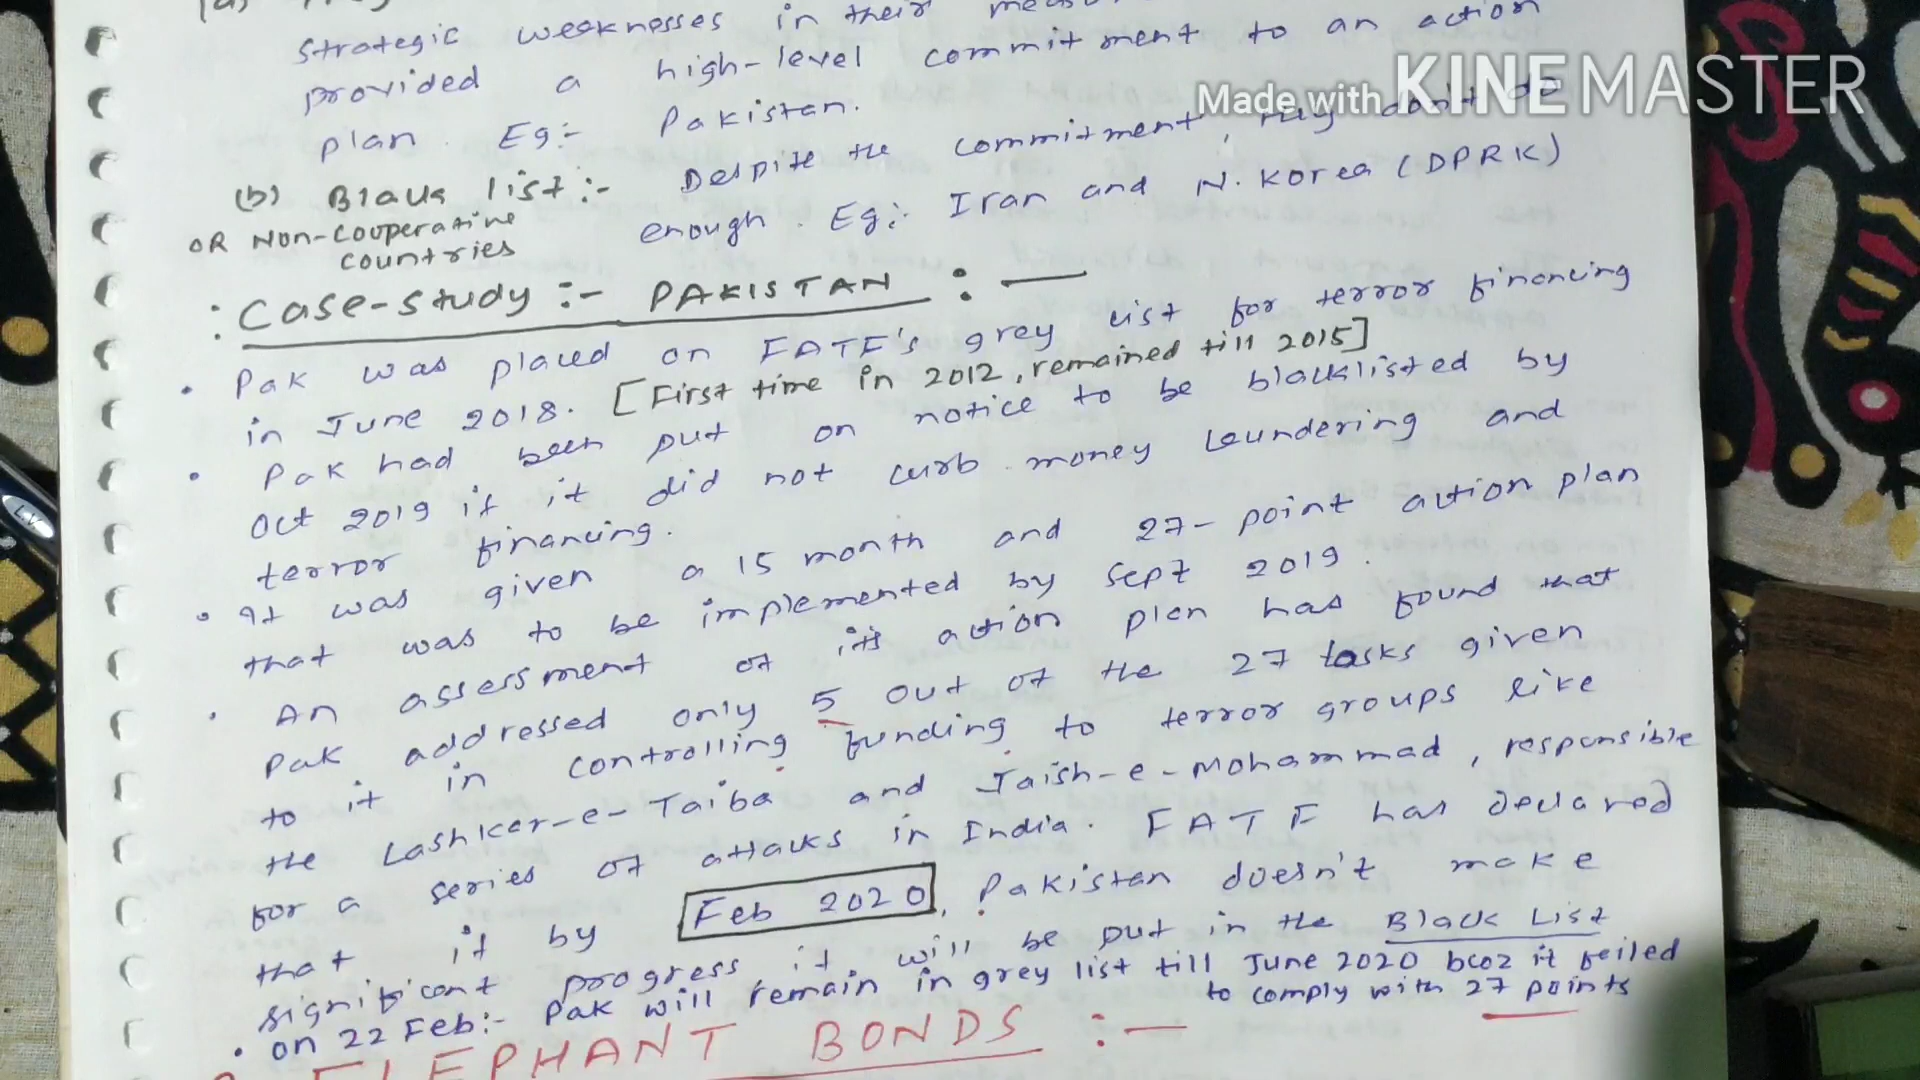 strategic weaknesses in their
provided a high-level commitment to an action
plan. Eg:- Pakistan.
Made with KINEMASTER
(b) Black list :- Despite the commitment, they don't do
OR Non-Cooperative countries
enough. Eg:- Iran and N. Korea (DPRK)
: Case-study :- PAKISTAN : —
• Pak was placed on FATF's grey list for terror financing
in June 2018. [First time in 2012, remained till 2015]
• Pak had been put on notice to be blacklisted by
Oct 2019 if it did not curb money laundering and
terror financing.
• It was given a 15 month and 27-point action plan
that was to be implemented by Sept 2019.
• An assessment of its action plan has found that
Pak addressed only 5 out of the 27 tasks given
to it in controlling funding to terror groups like
the Lashkar-e-Taiba and Jaish-e-Mohammad, responsible
for a series of attacks in India. FATF has declared
that if by Feb 2020, Pakistan doesn't make
significant progress it will be put in the Black List
• On 22 Feb:- Pak will remain in grey list till June 2020 bcoz it failed
to comply with 27 points
ELEPHANT BONDS :—